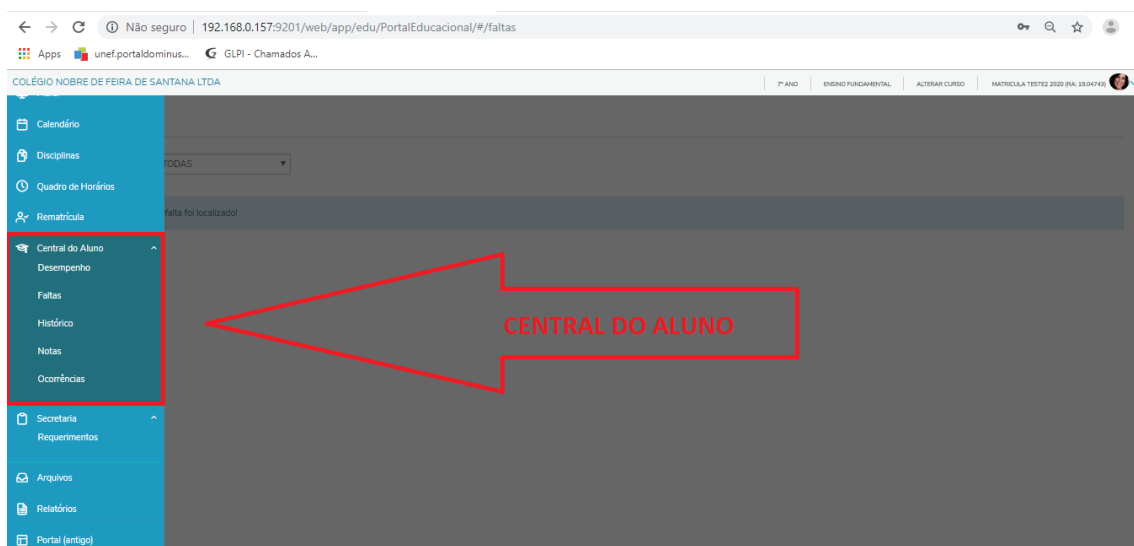 Não seguro | 192.168.0.157:9201/web/app/edu/PortalEducacional/#/faltas
Apps unef.portaldominus... GLPI - Chamados A...
COLÉGIO NOBRE DE FEIRA DE SANTANA LTDA 7º ANO ENSINO FUNDAMENTAL ALTERAR CURSO MATRICULA TESTE2 2020 (RA: 19.04743)
Calendário
Disciplinas
TODAS
Quadro de Horários
Rematrícula
falta foi localizado!
Central do Aluno
Desempenho
Faltas
Histórico
CENTRAL DO ALUNO
Notas
Ocorrências
Secretaria
Requerimentos
Arquivos
Relatórios
Portal (antigo)